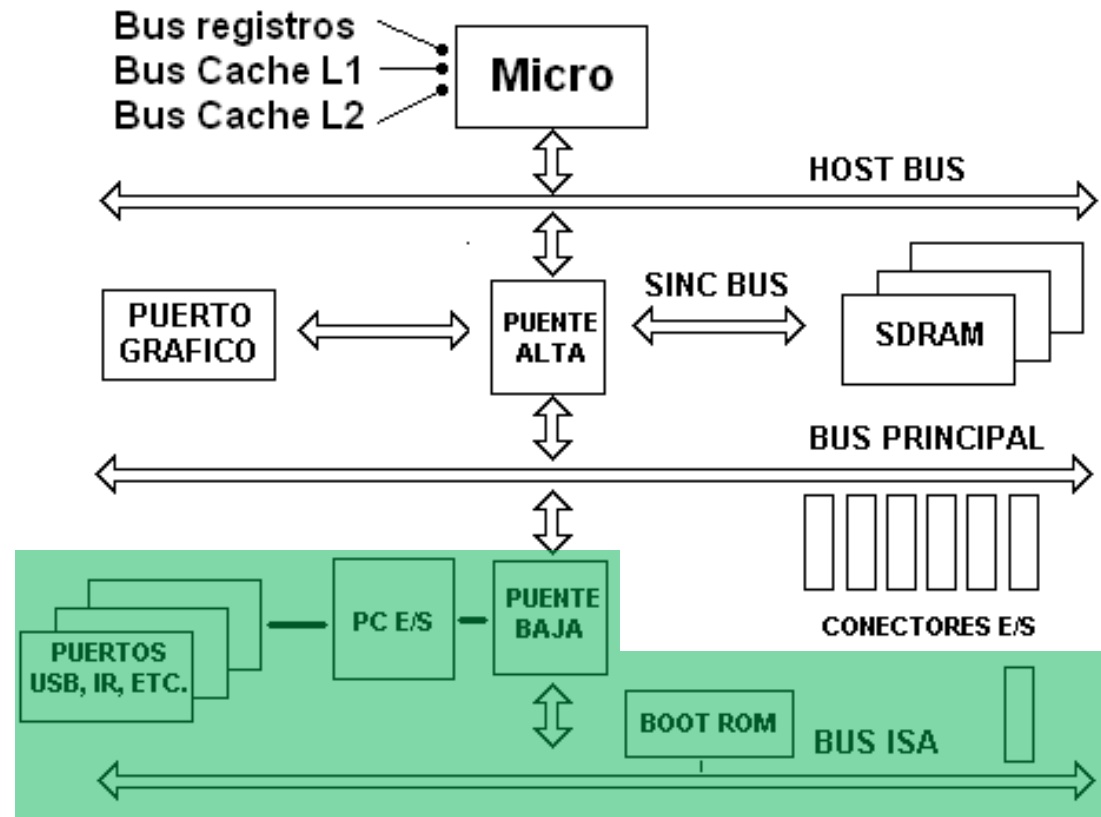 Bus registros
Bus Cache L1
Bus Cache L2
Micro
HOST BUS
PUERTO
GRAFICO
PUENTE
ALTA
SINC BUS
SDRAM
BUS PRINCIPAL
PUERTOS
USB, IR, ETC.
PC E/S
PUENTE
BAJA
CONECTORES E/S
BOOT ROM
BUS ISA